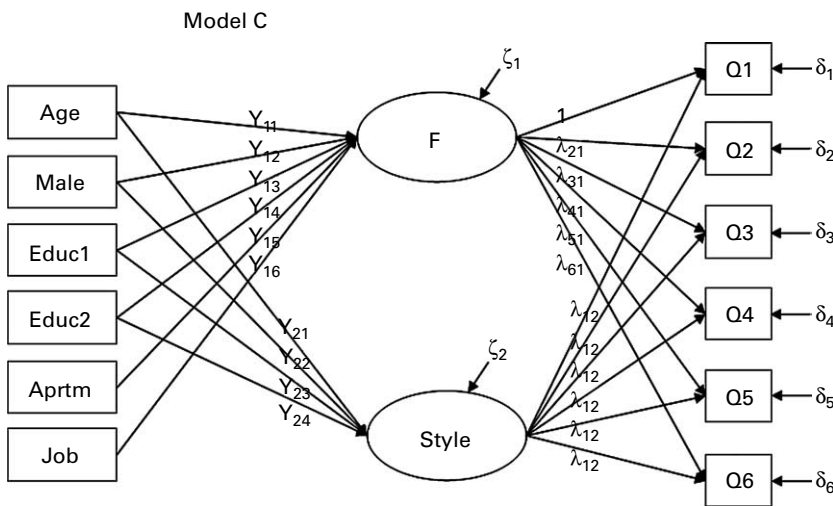 Model C
Age
Male
Educ1
Educ2
Aprtm
Job
Y₁₁
Y₁₂
Y₁₃
Y₁₄
Y₁₅
Y₁₆
Y₂₁
Y₂₂
Y₂₃
Y₂₄
ζ₁
F
ζ₂
Style
1
λ₂₁
λ₃₁
λ₄₁
λ₅₁
λ₆₁
λ₁₂
λ₁₂
λ₁₂
λ₁₂
λ₁₂
λ₁₂
Q1
δ₁
Q2
δ₂
Q3
δ₃
Q4
δ₄
Q5
δ₅
Q6
δ₆